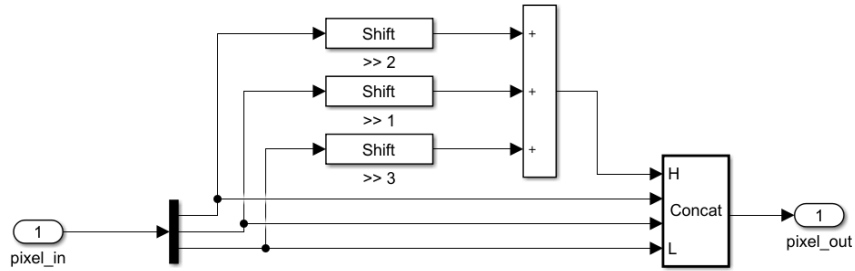 Shift
+
>> 2
Shift
+
>> 1
Shift
+
>> 3
H
Concat
L
1
pixel_in
1
pixel_out